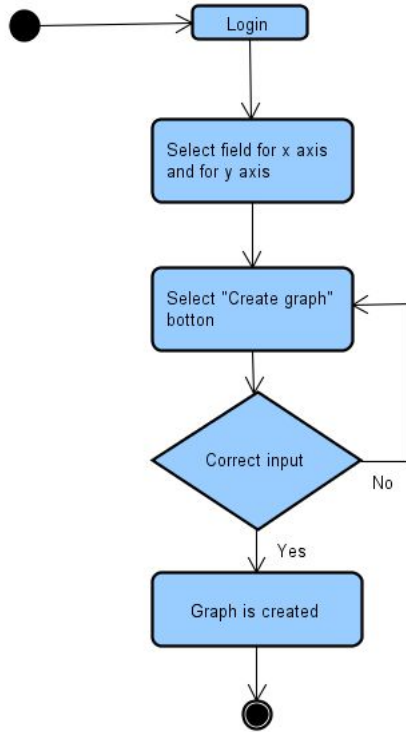 Login
Select field for x axis
and for y axis
Select "Create graph"
botton
Correct input
No
Yes
Graph is created